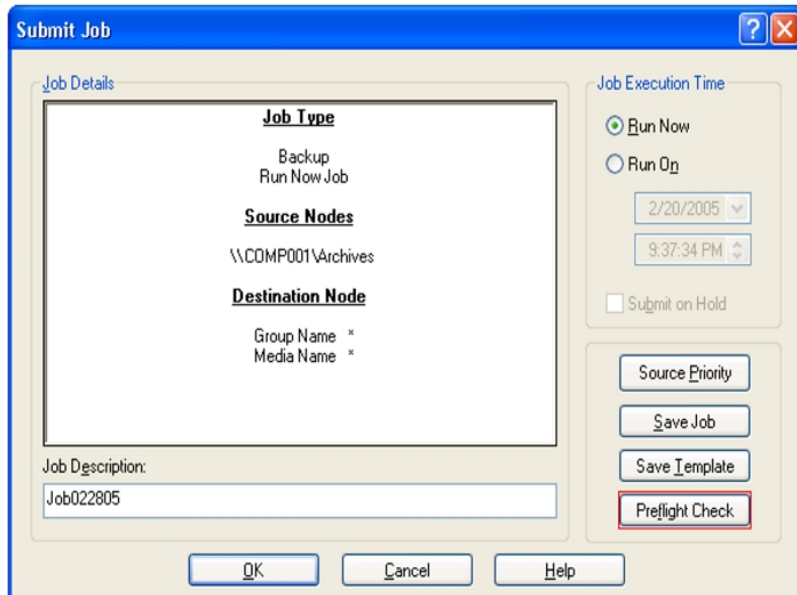 Submit Job
Job Details
Job Type
Backup
Run Now Job
Source Nodes
\\COMP001\Archives
Destination Node
Group Name *
Media Name *
Job Description:
Job022805
Job Execution Time
Run Now
Run On
2/20/2005
9:37:34 PM
Submit on Hold
Source Priority
Save Job
Save Template
Preflight Check
OK
Cancel
Help